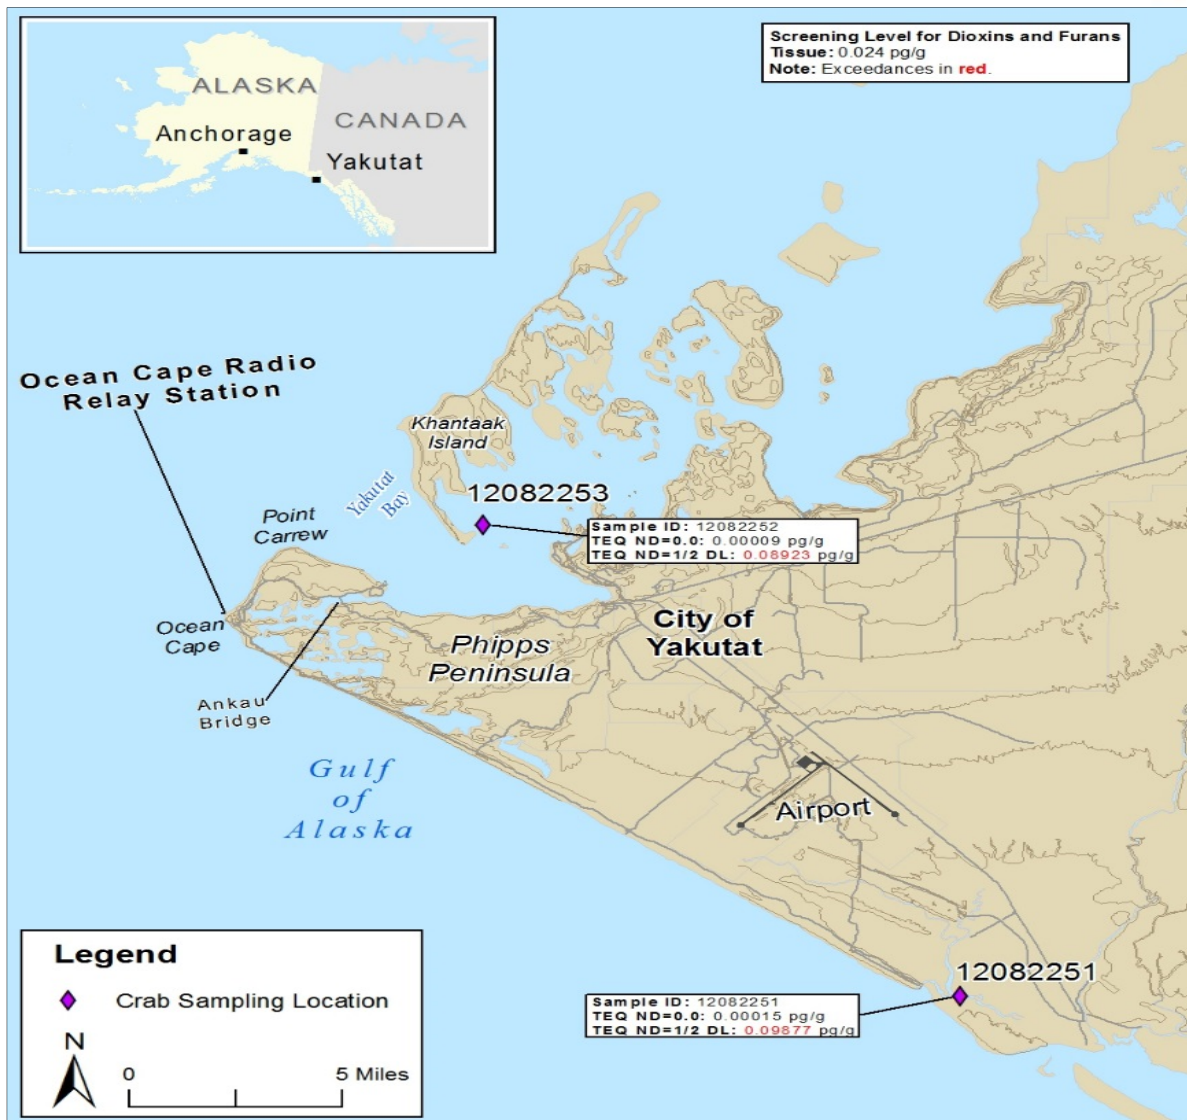 Screening Level for Dioxins and Furans
Tissue: 0.024 pg/g
Note: Exceedances in red.
ALASKA
CANADA
Anchorage
Yakutat
Ocean Cape Radio
Relay Station
Khantaak
Island
Yakutat
Bay
12082253
Point
Carrew
Sample ID: 12082252
TEQ ND=0.0: 0.00009 pg/g
TEQ ND=1/2 DL: 0.08923 pg/g
Ocean
Cape
City of
Yakutat
Phipps
Peninsula
Ankau
Bridge
Gulf
of
Alaska
Airport
12082251
Sample ID: 12082251
TEQ ND=0.0: 0.00015 pg/g
TEQ ND=1/2 DL: 0.09877 pg/g
Legend
Crab Sampling Location
N
0 5 Miles